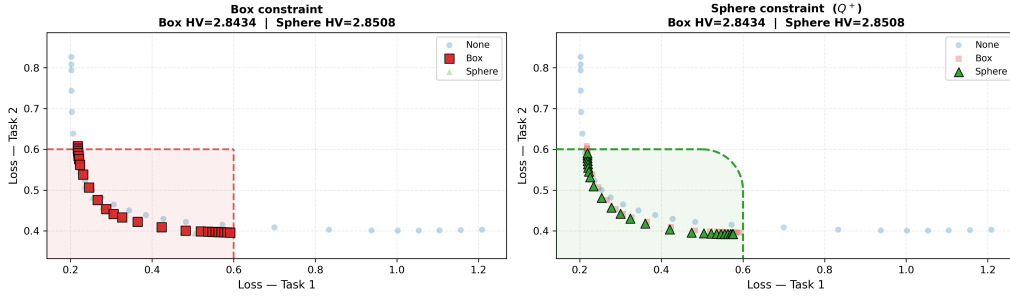 Box constraint
Box HV=2.8434 | Sphere HV=2.8508
None
Box
Sphere
Loss — Task 2
0.8
0.7
0.6
0.5
0.4
0.2
0.4
0.6
0.8
1.0
1.2
Loss — Task 1
Sphere constraint (Q⁺)
Box HV=2.8434 | Sphere HV=2.8508
None
Box
Sphere
Loss — Task 2
0.8
0.7
0.6
0.5
0.4
0.2
0.4
0.6
0.8
1.0
1.2
Loss — Task 1